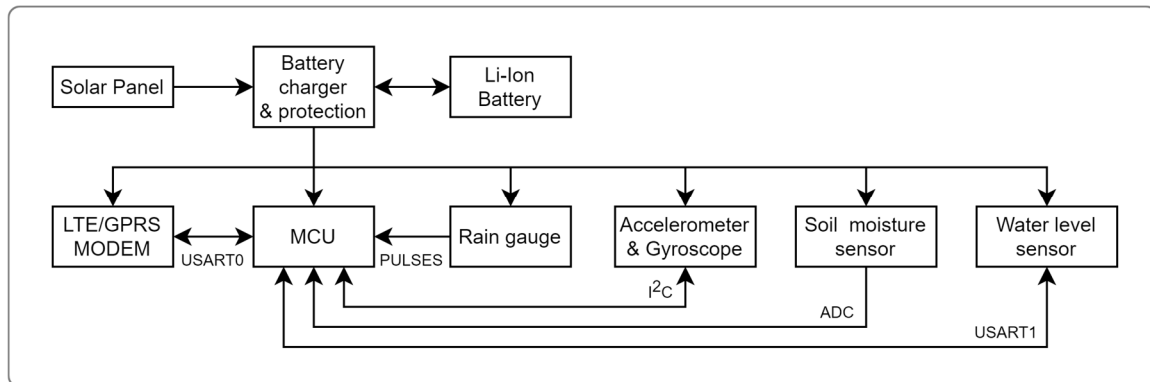 Solar Panel
Battery
charger
& protection
Li-Ion
Battery
LTE/GPRS
MODEM
USART0
MCU
PULSES
Rain gauge
Accelerometer
& Gyroscope
Soil moisture
sensor
Water level
sensor
I²C
ADC
USART1